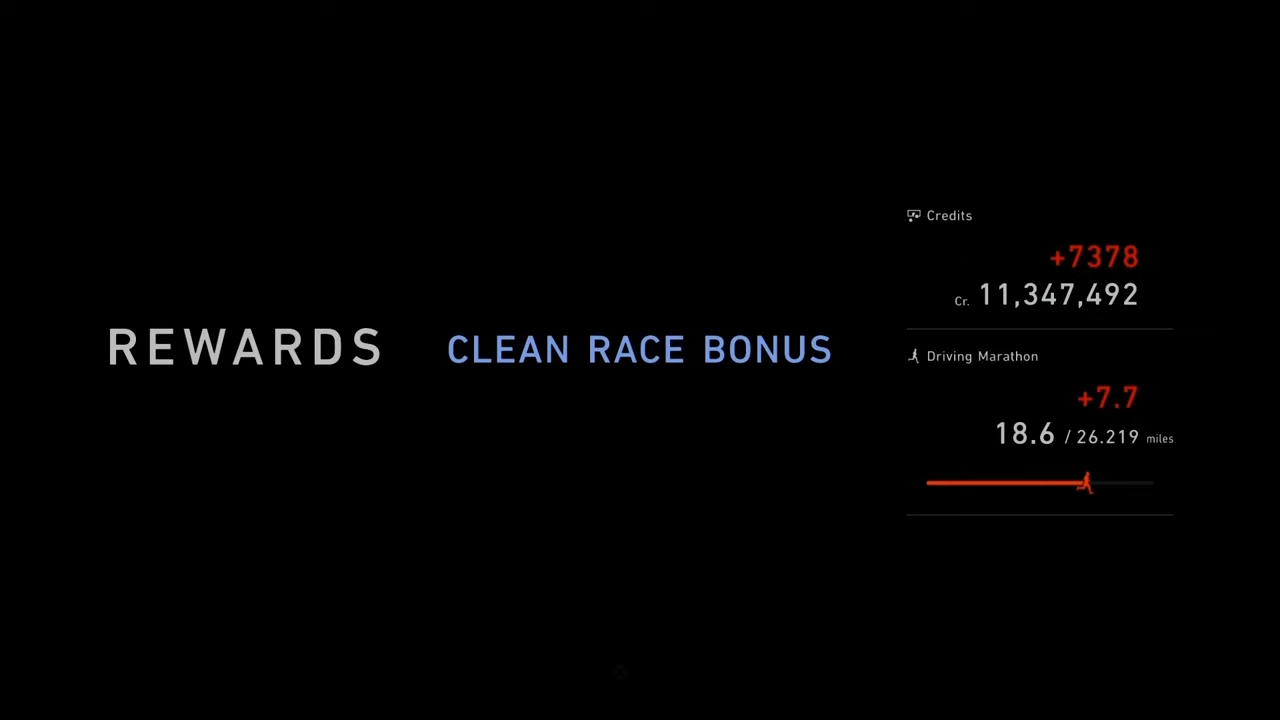 REWARDS
CLEAN RACE BONUS
Credits
+7378
Cr. 11,347,492
Driving Marathon
+7.7
18.6 / 26.219 miles